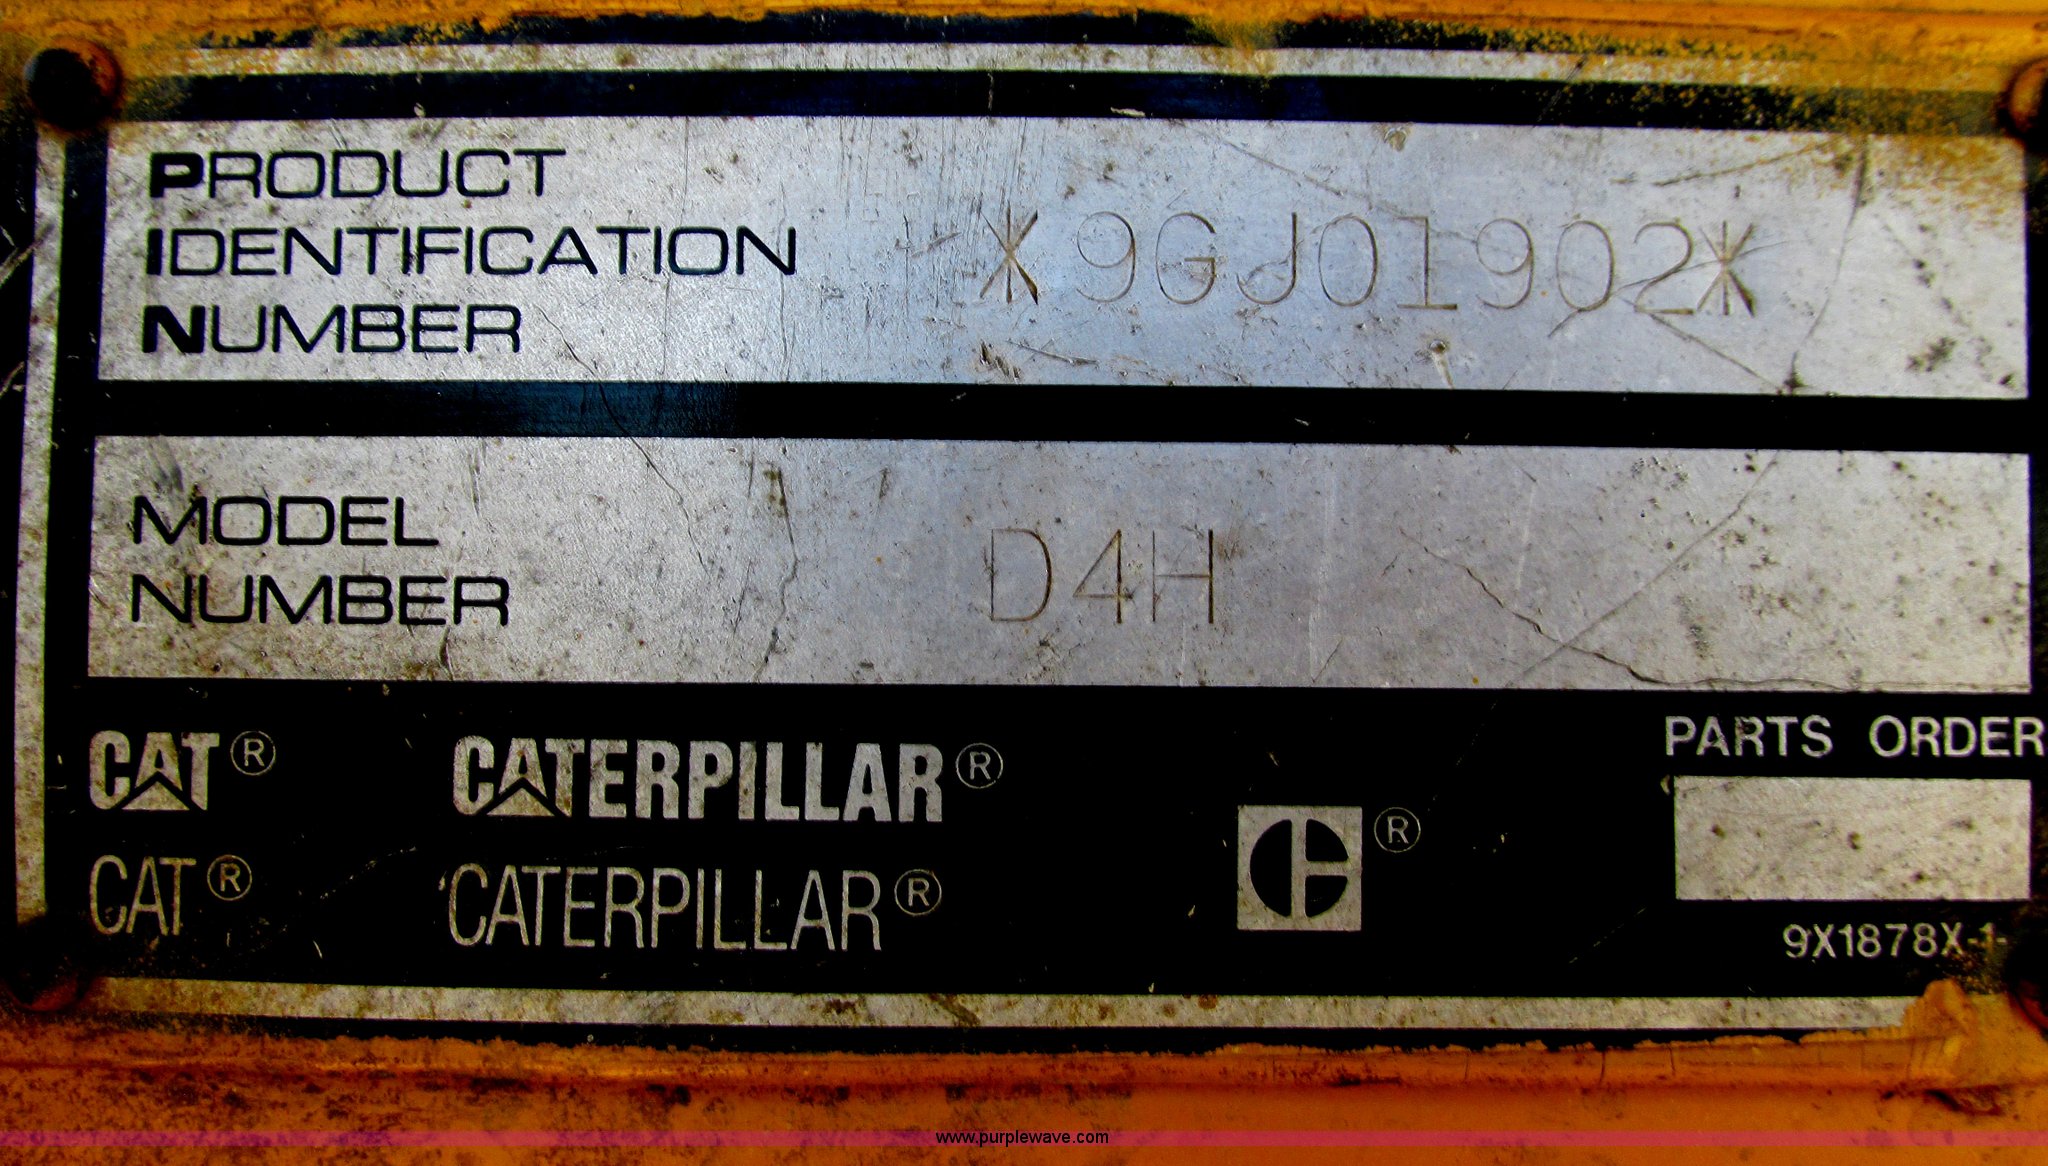 PRODUCT
IDENTIFICATION
NUMBER
*9GJ01902*
MODEL
NUMBER
D4H
CAT® CATERPILLAR®
CAT® CATERPILLAR®
®
PARTS ORDER
9X1878X-1-
www.purplewave.com